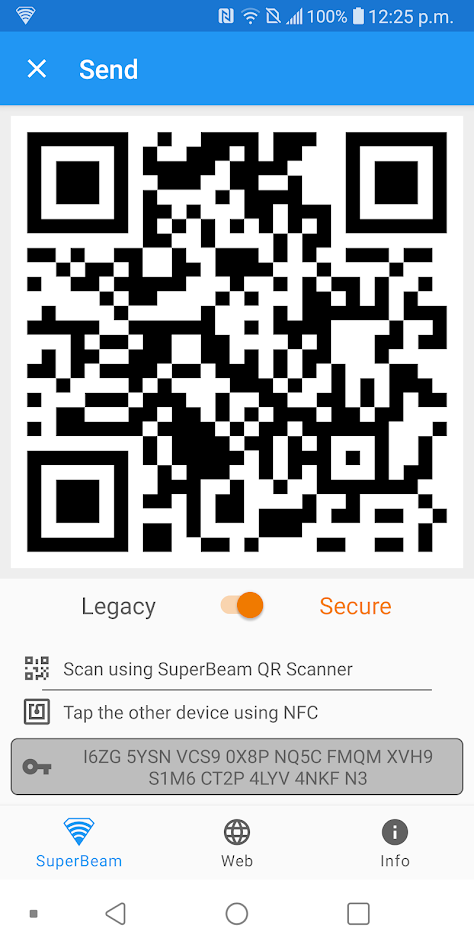 100% 12:25 p.m.
Send
Legacy Secure
Scan using SuperBeam QR Scanner
Tap the other device using NFC
I6ZG 5YSN VCS9 0X8P NQ5C FMQM XVH9
S1M6 CT2P 4LYV 4NKF N3
SuperBeam Web Info